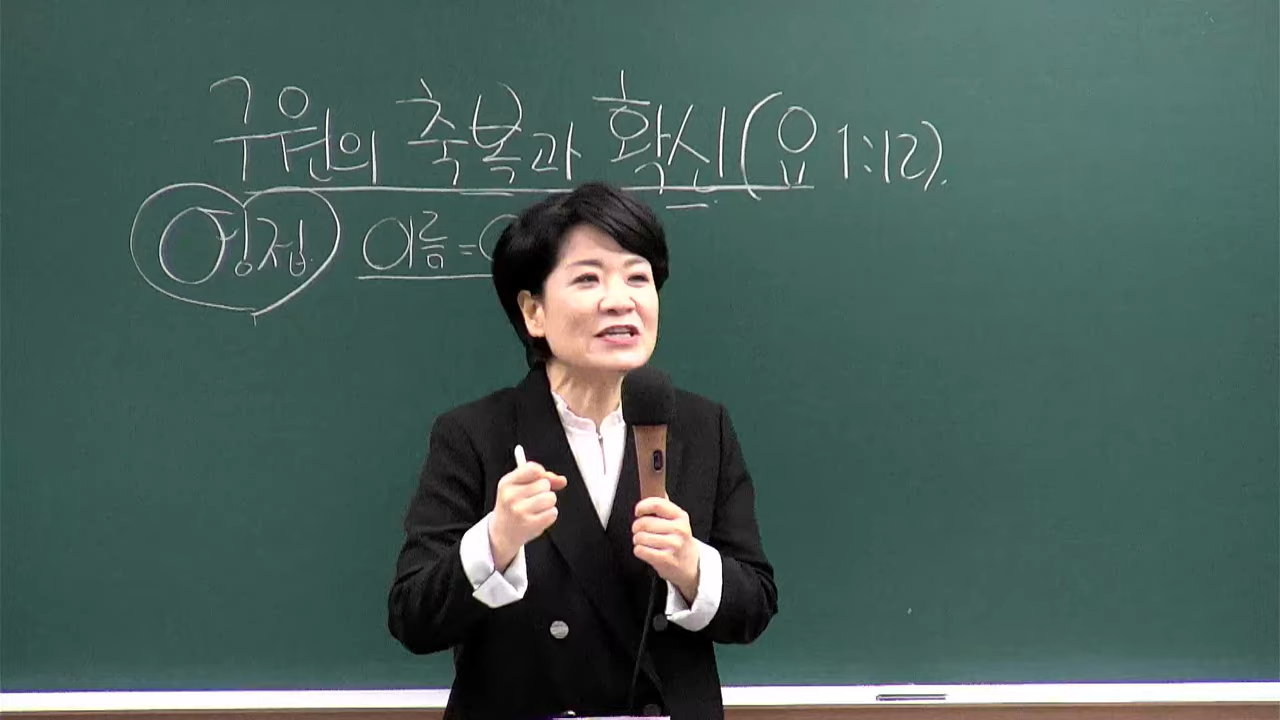 구원의 축복과 확신(요 1:12).
영접 이름=